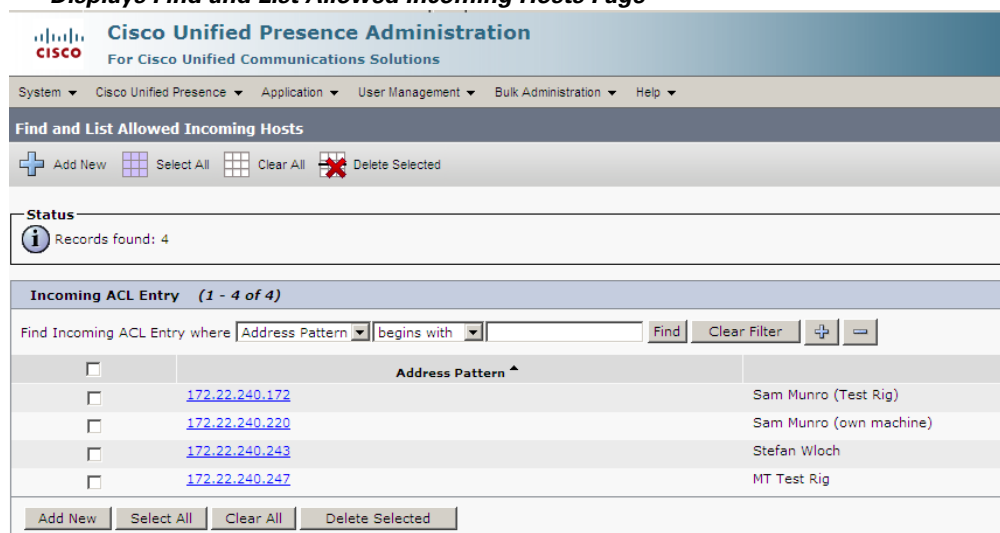 Displays Find and List Allowed Incoming Hosts Page
CISCO
Cisco Unified Presence Administration
For Cisco Unified Communications Solutions
System Cisco Unified Presence Application User Management Bulk Administration Help
Find and List Allowed Incoming Hosts
Add New Select All Clear All Delete Selected
Status
Records found: 4
Incoming ACL Entry (1 - 4 of 4)
Find Incoming ACL Entry where Address Pattern begins with Find Clear Filter
Address Pattern
172.22.240.172 Sam Munro (Test Rig)
172.22.240.220 Sam Munro (own machine)
172.22.240.243 Stefan Wloch
172.22.240.247 MT Test Rig
Add New Select All Clear All Delete Selected